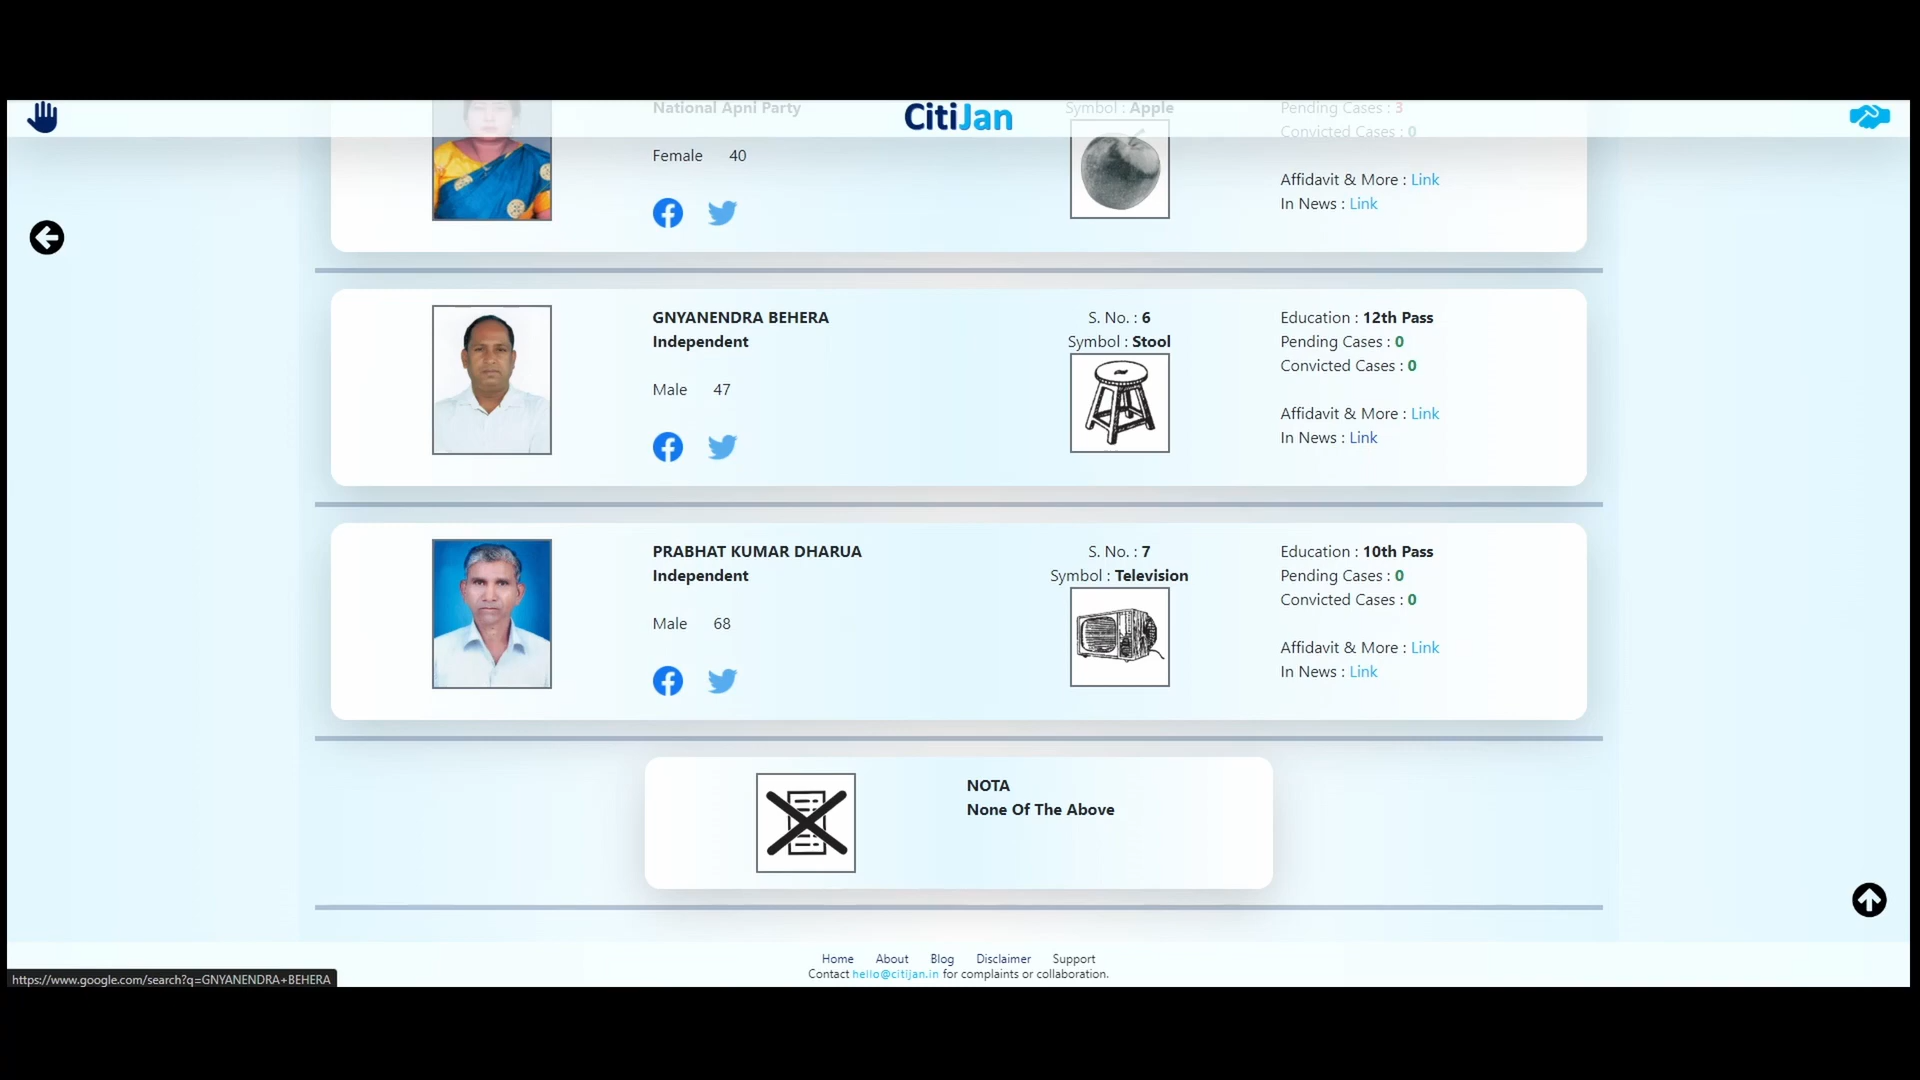 CitiJan
National Apni Party
Female 40
Symbol : Apple
Pending Cases : 3
Convicted Cases : 0
Affidavit & More : Link
In News : Link
GNYANENDRA BEHERA
Independent
Male 47
S. No. : 6
Symbol : Stool
Education : 12th Pass
Pending Cases : 0
Convicted Cases : 0
Affidavit & More : Link
In News : Link
PRABHAT KUMAR DHARUA
Independent
Male 68
S. No. : 7
Symbol : Television
Education : 10th Pass
Pending Cases : 0
Convicted Cases : 0
Affidavit & More : Link
In News : Link
NOTA
None Of The Above
Home About Blog Disclaimer Support
Contact hello@citijan.in for complaints or collaboration.
https://www.google.com/search?q=GNYANENDRA+BEHERA